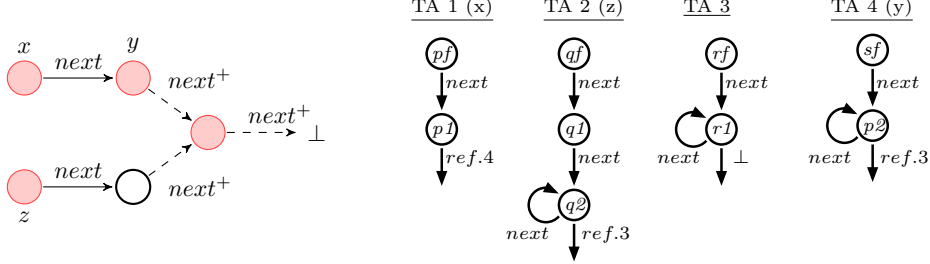 x
y
next
next⁺
next⁺
⊥
next
next⁺
z
TA 1 (x)
pf
next
p1
ref.4
TA 2 (z)
qf
next
q1
next
q2
next
ref.3
TA 3
rf
next
r1
next
⊥
TA 4 (y)
sf
next
p2
next
ref.3